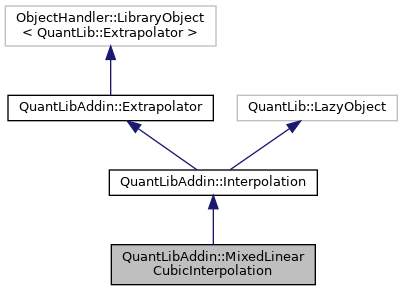 ObjectHandler::LibraryObject
< QuantLib::Extrapolator >
QuantLibAddin::Extrapolator
QuantLib::LazyObject
QuantLibAddin::Interpolation
QuantLibAddin::MixedLinear
CubicInterpolation